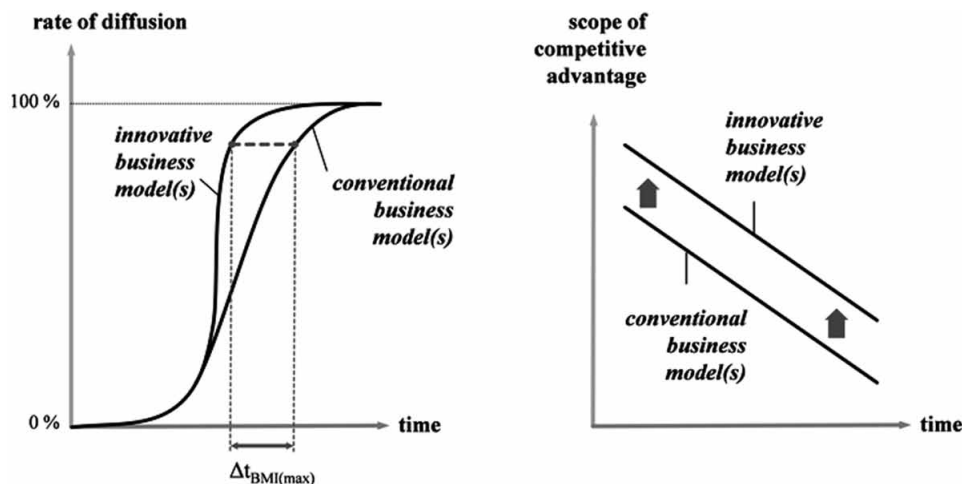 rate of diffusion
100 %
innovative
business
model(s)
conventional
business
model(s)
0 %
time
Δt_BMI(max)
scope of
competitive
advantage
innovative
business
model(s)
conventional
business
model(s)
time